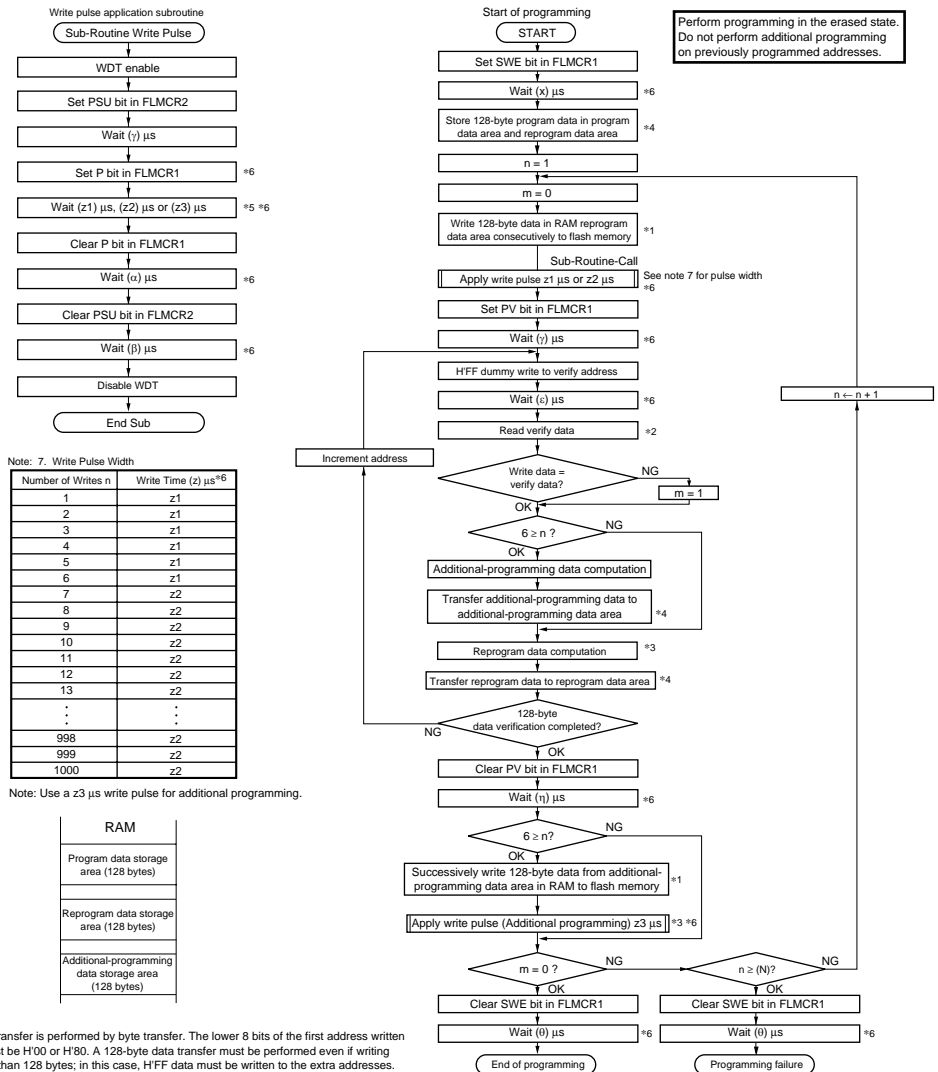 Write pulse application subroutine
Sub-Routine Write Pulse
WDT enable
Set PSU bit in FLMCR2
Wait (γ) μs
Set P bit in FLMCR1
*6
Wait (z1) μs, (z2) μs or (z3) μs
*5 *6
Clear P bit in FLMCR1
Wait (α) μs
*6
Clear PSU bit in FLMCR2
Wait (β) μs
*6
Disable WDT
End Sub
Note: 7. Write Pulse Width
Number of Writes n Write Time (z) μs*6
1 z1
2 z1
3 z1
4 z1
5 z1
6 z1
7 z2
8 z2
9 z2
10 z2
11 z2
12 z2
13 z2
998 z2
999 z2
1000 z2
Note: Use a z3 μs write pulse for additional programming.
RAM
Program data storage
area (128 bytes)
Reprogram data storage
area (128 bytes)
Additional-programming
data storage area
(128 bytes)
Start of programming
START
Perform programming in the erased state.
Do not perform additional programming
on previously programmed addresses.
Set SWE bit in FLMCR1
Wait (x) μs
*6
Store 128-byte program data in program
data area and reprogram data area
*4
n = 1
m = 0
Write 128-byte data in RAM reprogram
data area consecutively to flash memory
*1
Sub-Routine-Call
Apply write pulse z1 μs or z2 μs
See note 7 for pulse width
*6
Set PV bit in FLMCR1
Wait (γ) μs
*6
H'FF dummy write to verify address
Wait (ε) μs
*6
Read verify data
*2
n ← n + 1
Increment address
Write data =
verify data?
NG
m = 1
OK
6 ≥ n ?
NG
OK
Additional-programming data computation
Transfer additional-programming data to
additional-programming data area
*4
Reprogram data computation
*3
Transfer reprogram data to reprogram data area
*4
128-byte
data verification completed?
NG
OK
Clear PV bit in FLMCR1
Wait (η) μs
*6
6 ≥ n?
NG
OK
Successively write 128-byte data from additional-
programming data area in RAM to flash memory
*1
Apply write pulse (Additional programming) z3 μs
*3 *6
m = 0 ?
NG
n ≥ (N)?
NG
OK
OK
Clear SWE bit in FLMCR1
Clear SWE bit in FLMCR1
Wait (θ) μs
*6
Wait (θ) μs
*6
End of programming
Programming failure
ransfer is performed by byte transfer. The lower 8 bits of the first address written
t be H'00 or H'80. A 128-byte data transfer must be performed even if writing
than 128 bytes; in this case, H'FF data must be written to the extra addresses.